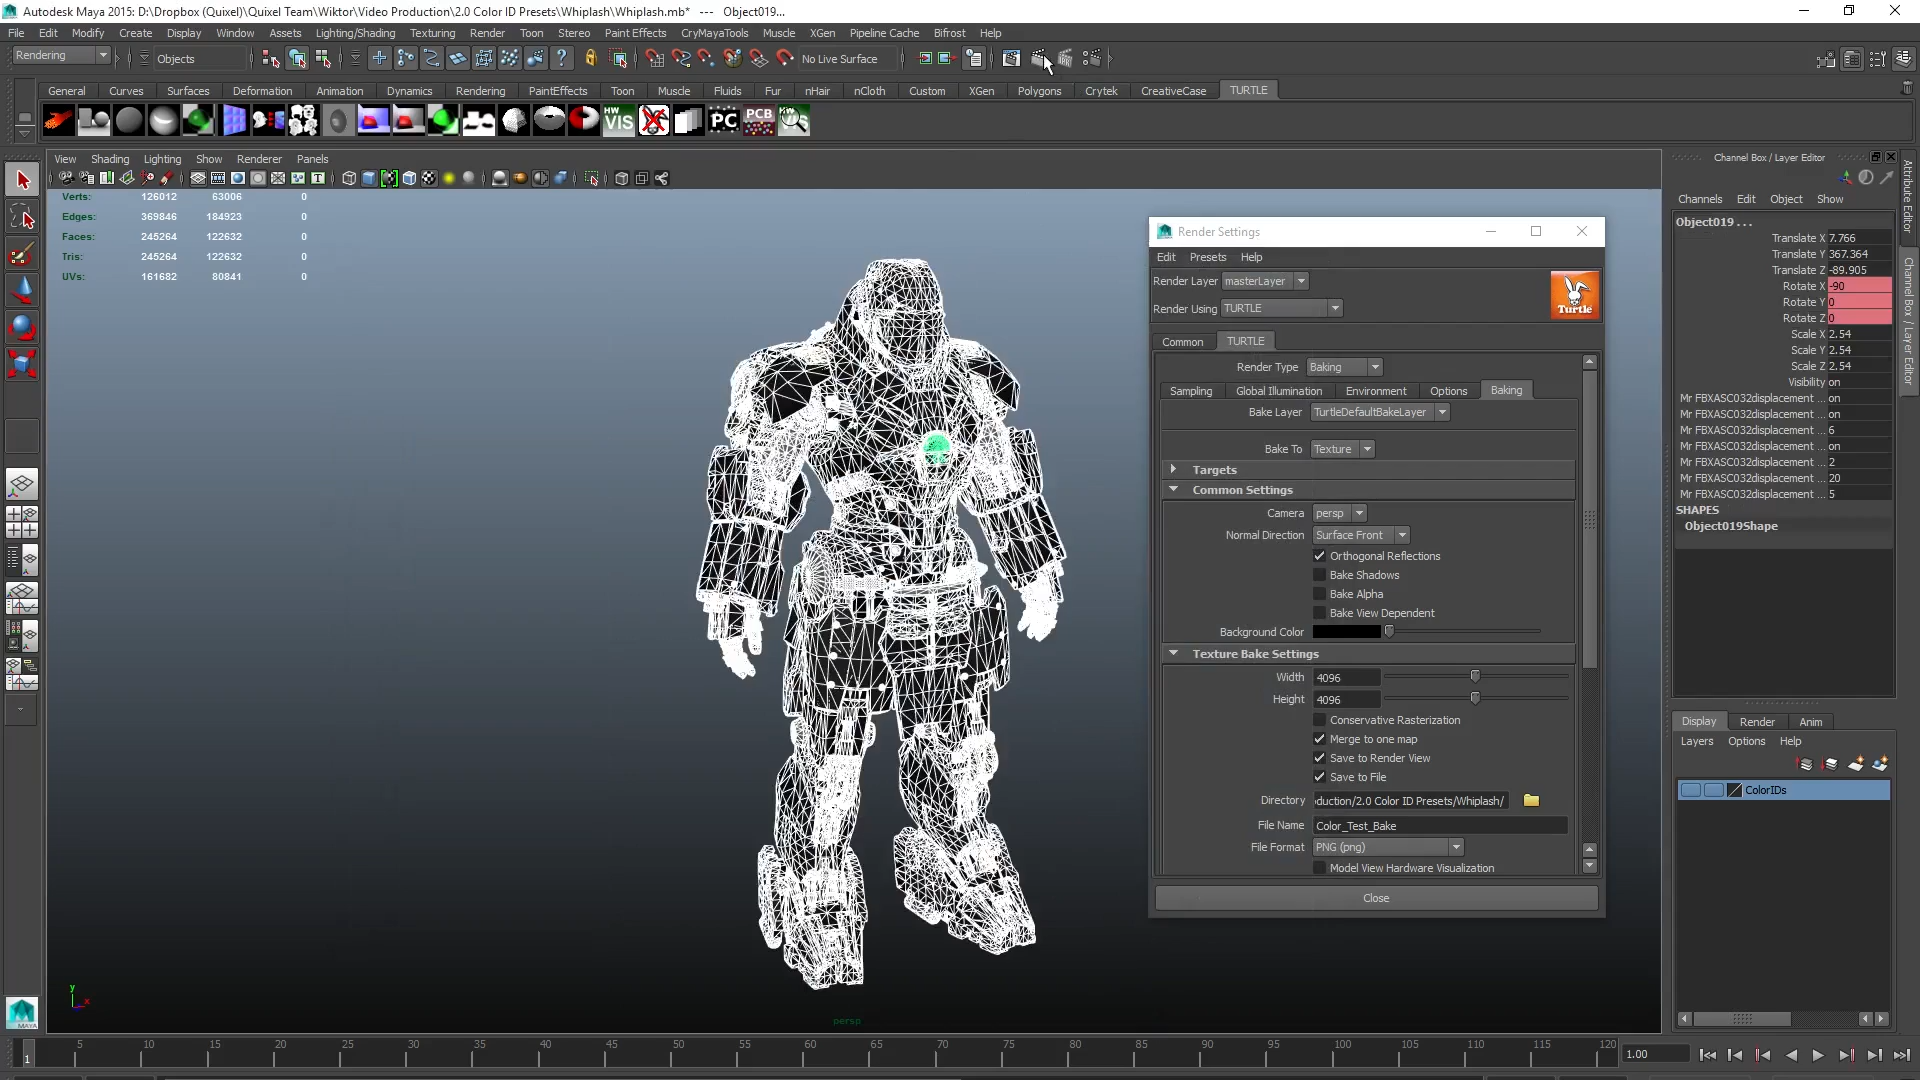 Autodesk Maya 2015: D:\Dropbox (Quixel)\Quixel Team\Wiktor\Video Production\2.0 Color ID Presets\Whiplash\Whiplash.mb* --- Object019...
File Edit Modify Create Display Window Assets Lighting/Shading Texturing Render Toon Stereo Paint Effects CryMayaTools Muscle XGen Pipeline Cache Bifrost Help
Rendering Objects No Live Surface
General Curves Surfaces Deformation Animation Dynamics Rendering PaintEffects Toon Muscle Fluids Fur nHair nCloth Custom XGen Polygons Crytek CreativeCase TURTLE
HW VIS PC PCB
View Shading Lighting Show Renderer Panels
Verts: 126012 63006 0
Edges: 369846 184923 0
Faces: 245264 122632 0
Tris: 245264 122632 0
UVs: 161682 80841 0
persp
y
x
MAYA
Render Settings
Edit Presets Help
Render Layer masterLayer
Render Using TURTLE
Turtle
Common TURTLE
Render Type Baking
Sampling Global Illumination Environment Options Baking
Bake Layer TurtleDefaultBakeLayer
Bake To Texture
Targets
Common Settings
Camera persp
Normal Direction Surface Front
Orthogonal Reflections
Bake Shadows
Bake Alpha
Bake View Dependent
Background Color
Texture Bake Settings
Width 4096
Height 4096
Conservative Rasterization
Merge to one map
Save to Render View
Save to File
Directory oduction/2.0 Color ID Presets/Whiplash/
File Name Color_Test_Bake
File Format PNG (png)
Model View Hardware Visualization
Close
Channel Box / Layer Editor
Channels Edit Object Show
Object019 . . .
Translate X 7.766
Translate Y 367.364
Translate Z -89.905
Rotate X -90
Rotate Y 0
Rotate Z 0
Scale X 2.54
Scale Y 2.54
Scale Z 2.54
Visibility on
Mr FBXASC032displacement ... on
Mr FBXASC032displacement ... on
Mr FBXASC032displacement ... 6
Mr FBXASC032displacement ... on
Mr FBXASC032displacement ... 2
Mr FBXASC032displacement ... 20
Mr FBXASC032displacement ... 5
SHAPES
Object019Shape
Attribute Editor
Channel Box / Layer Editor
Display Render Anim
Layers Options Help
ColorIDs
1 5 10 15 20 25 30 35 40 45 50 55 60 65 70 75 80 85 90 95 100 105 110 115 120
1.00